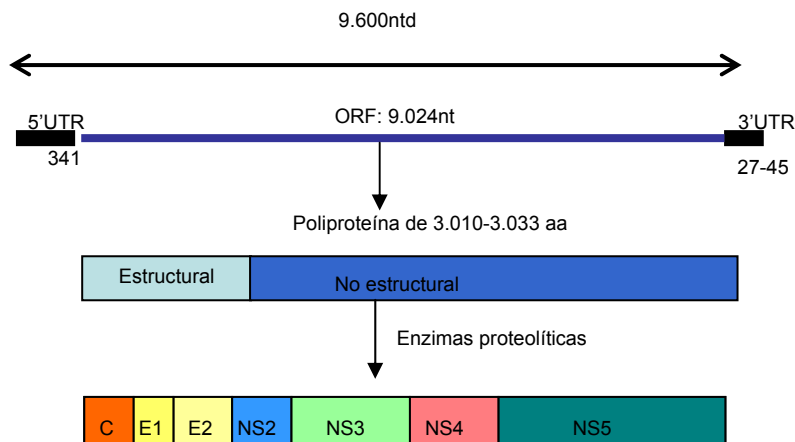 9.600ntd
5'UTR
ORF: 9.024nt
3'UTR
341
27-45
Poliproteína de 3.010-3.033 aa
Estructural
No estructural
Enzimas proteolíticas
C E1 E2 NS2 NS3 NS4 NS5